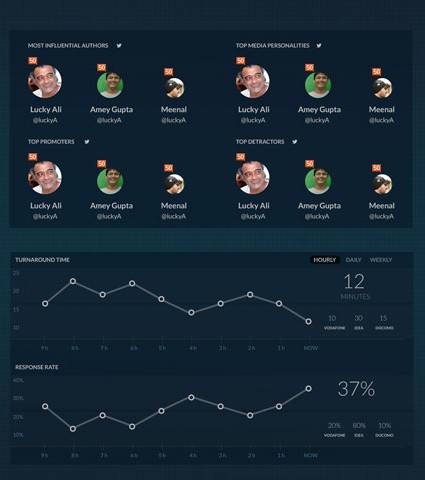 MOST INFLUENTIAL AUTHORS
TOP MEDIA PERSONALITIES
50 50 50 50 50 50
Lucky Ali Amey Gupta Meenal Lucky Ali Amey Gupta Meenal
@luckyA @luckyA @luckyA @luckyA @luckyA @luckyA
TOP PROMOTERS
TOP DETRACTORS
50 50 50 50 50 50
Lucky Ali Amey Gupta Meenal Lucky Ali Amey Gupta Meenal
@luckyA @luckyA @luckyA @luckyA @luckyA @luckyA
TURNAROUND TIME
HOURLY DAILY WEEKLY
25
20
15
10
9h 8h 7h 6h 5h 4h 3h 2h 1h NOW
12
MINUTES
10 30 15
VODAFONE IDEA DOCOMO
RESPONSE RATE
40%
30%
20%
10%
9h 8h 7h 6h 5h 4h 3h 2h 1h NOW
37%
20% 80% 10%
VODAFONE IDEA DOCOMO